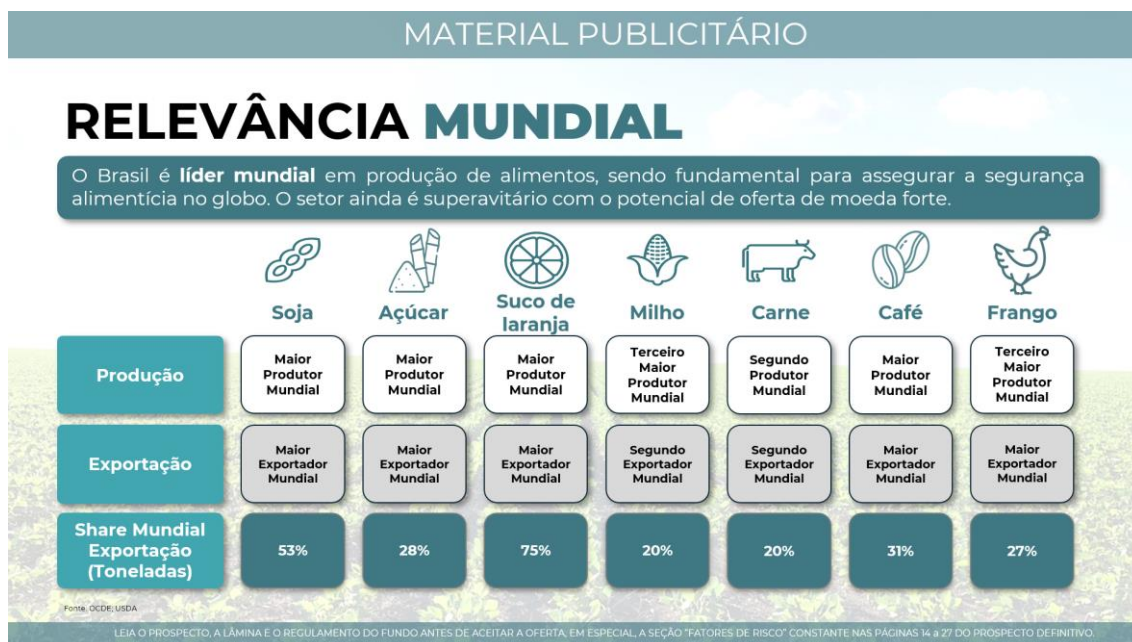 MATERIAL PUBLICITÁRIO
RELEVÂNCIA MUNDIAL
O Brasil é líder mundial em produção de alimentos, sendo fundamental para assegurar a segurança
alimentícia no globo. O setor ainda é superavitário com o potencial de oferta de moeda forte.
Soja
Açúcar
Suco de
laranja
Milho
Carne
Café
Frango
Produção
Maior
Produtor
Mundial
Maior
Produtor
Mundial
Maior
Produtor
Mundial
Terceiro
Maior
Produtor
Mundial
Segundo
Produtor
Mundial
Maior
Produtor
Mundial
Terceiro
Maior
Produtor
Mundial
Exportação
Maior
Exportador
Mundial
Maior
Exportador
Mundial
Maior
Exportador
Mundial
Segundo
Exportador
Mundial
Segundo
Exportador
Mundial
Maior
Exportador
Mundial
Maior
Exportador
Mundial
Share Mundial
Exportação
(Toneladas)
53%
28%
75%
20%
20%
31%
27%
Fonte. OCDE; USDA
LEIA O PROSPECTO, A LÂMINA E O REGULAMENTO DO FUNDO ANTES DE ACEITAR A OFERTA, EM ESPECIAL, A SEÇÃO "FATORES DE RISCO" CONSTANTE NAS PÁGINAS 14 a 27 DO PROSPECTO DEFINITIVO.